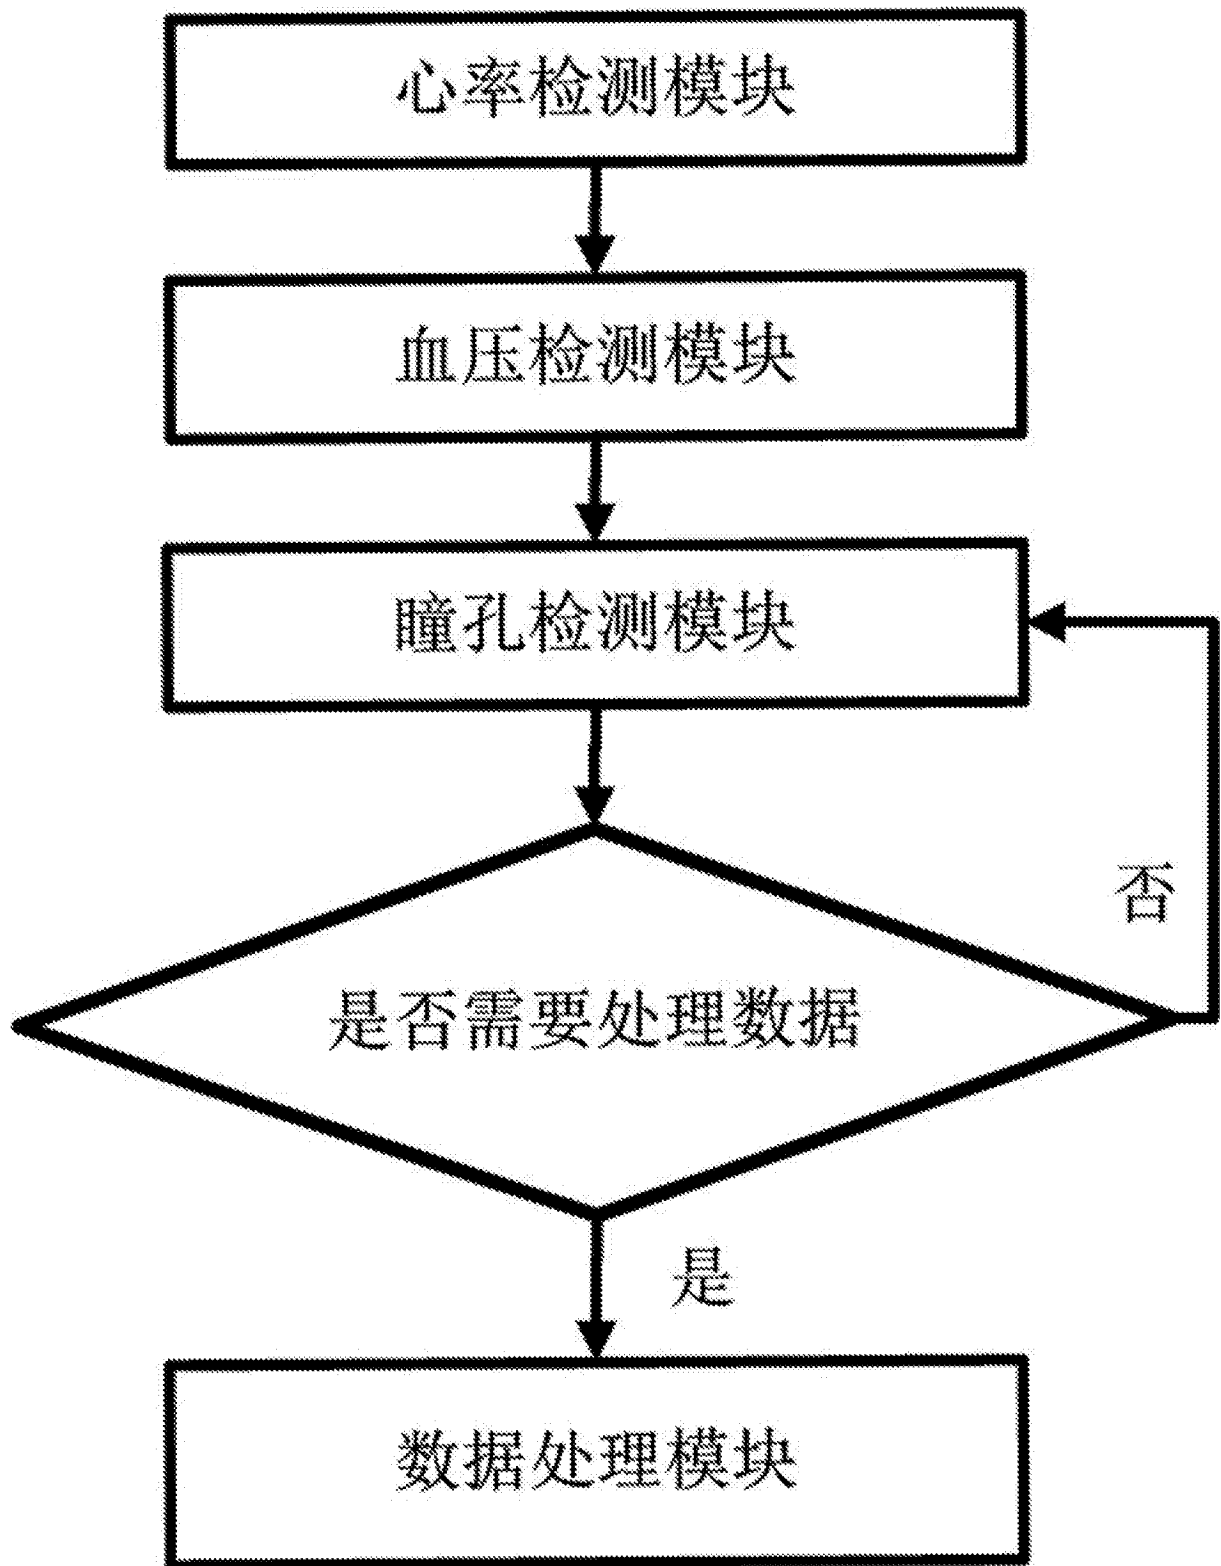 心率检测模块
血压检测模块
瞳孔检测模块
否
是否需要处理数据
是
数据处理模块